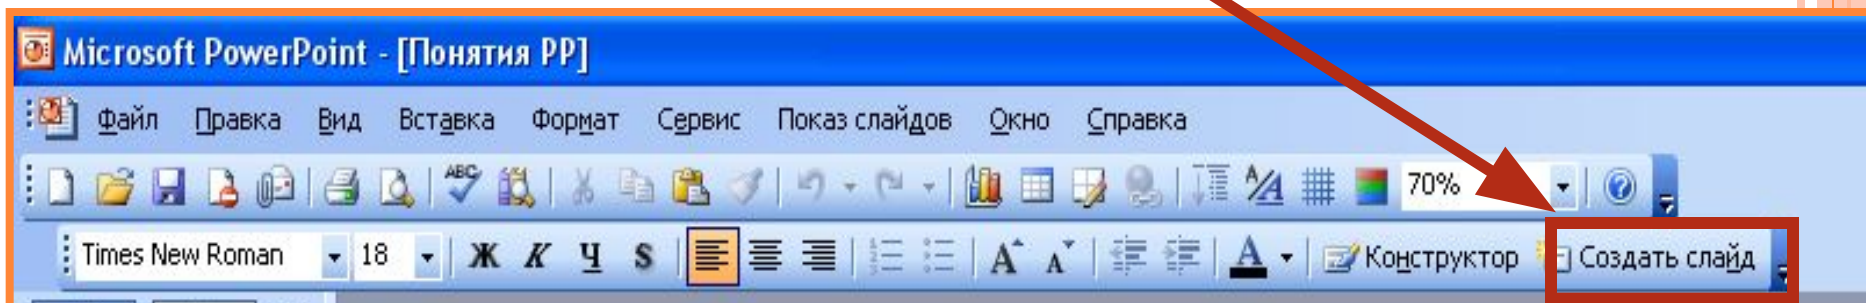 Microsoft PowerPoint - [Понятия PP]
Файл Правка Вид Вставка Формат Сервис Показ слайдов Окно Справка
ABC A A 70%
Times New Roman 18 Ж К Ч S A A A Конструктор Создать слайд